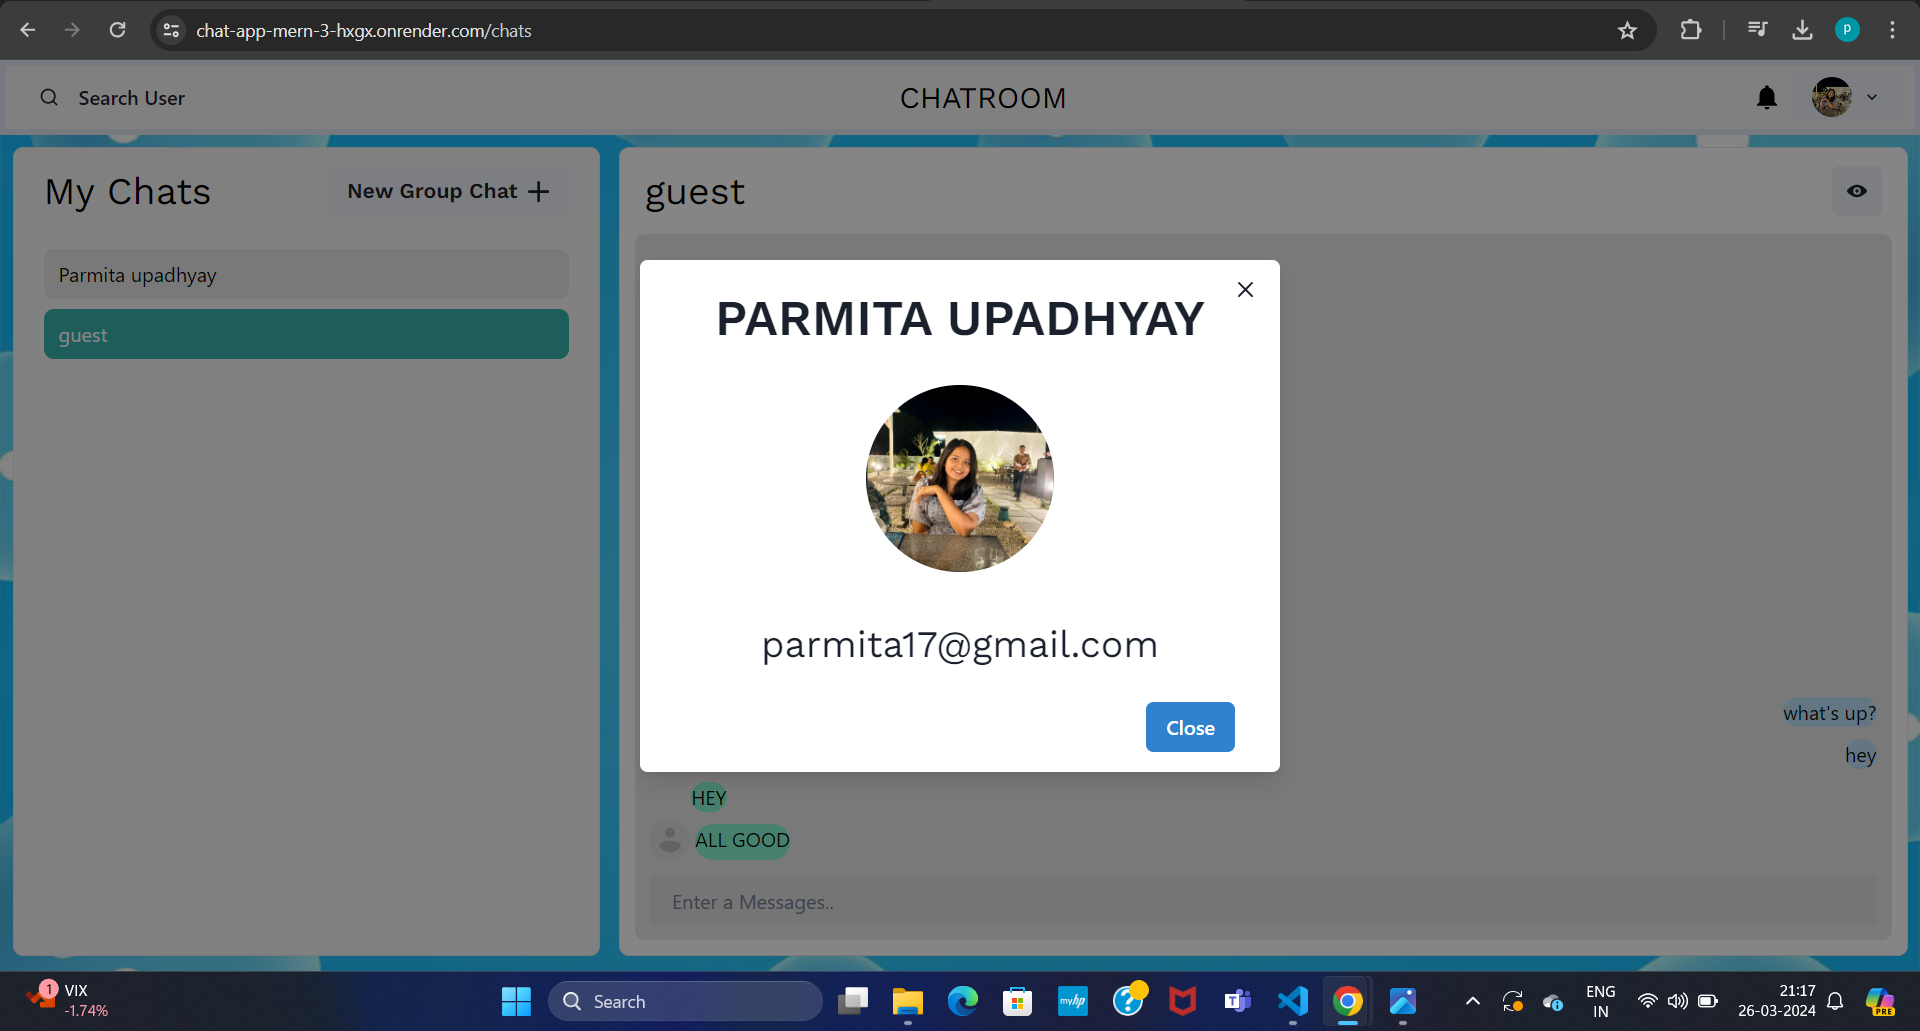 chat-app-mern-3-hxgx.onrender.com/chats
p
Search User
CHATROOM
My Chats
New Group Chat
guest
Parmita upadhyay
guest
PARMITA UPADHYAY
parmita17@gmail.com
Close
what's up?
hey
HEY
ALL GOOD
Enter a Messages..
1
VIX
-1.74%
Search
myhp
ENG
IN
21:17
26-03-2024
PRE